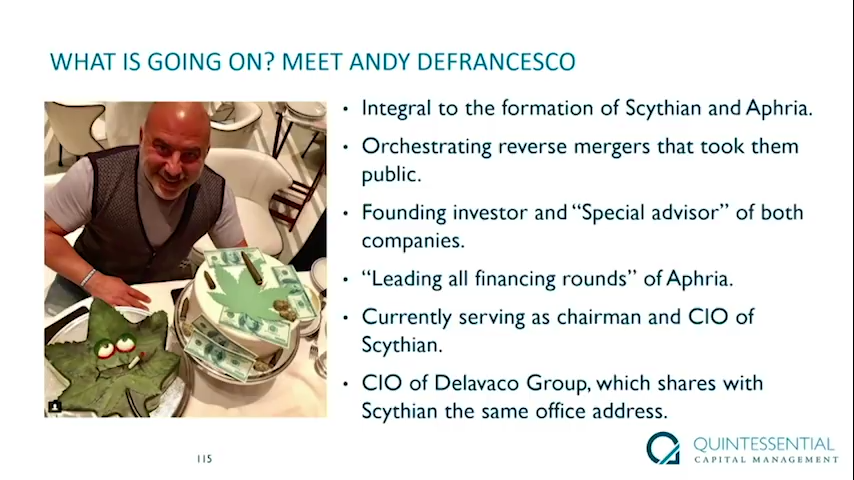 WHAT IS GOING ON? MEET ANDY DEFRANCESCO
• Integral to the formation of Scythian and Aphria.
• Orchestrating reverse mergers that took them
public.
• Founding investor and “Special advisor” of both
companies.
• “Leading all financing rounds” of Aphria.
• Currently serving as chairman and CIO of
Scythian.
• CIO of Delavaco Group, which shares with
Scythian the same office address.
115
QUINTESSENTIAL
CAPITAL MANAGEMENT